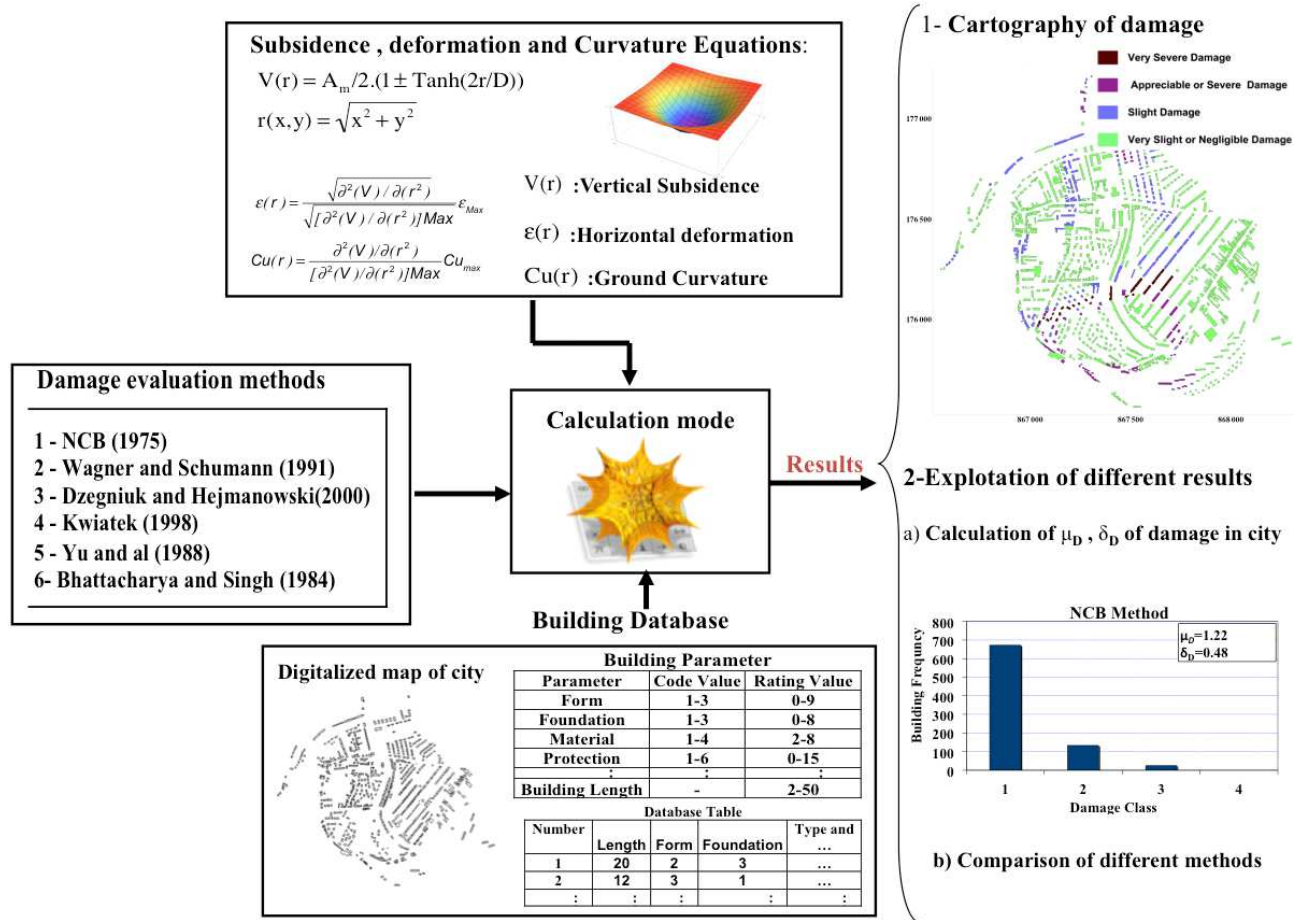 Subsidence , deformation and Curvature Equations:
V(r) = A_m/2.(1 ± Tanh(2r/D))
r(x,y) = √(x² + y²)
ε(r) = √(∂²(V) / ∂(r²)) / √([∂²(V) / ∂(r²)]Max) ε_Max
Cu(r) = ∂²(V)/∂(r²) / [∂²(V)/∂(r²)]Max Cu_max
V(r) :Vertical Subsidence
ε(r) :Horizontal deformation
Cu(r) :Ground Curvature
Damage evaluation methods
1 - NCB (1975)
2 - Wagner and Schumann (1991)
3 - Dzegniuk and Hejmanowski(2000)
4 - Kwiatek (1998)
5 - Yu and al (1988)
6- Bhattacharya and Singh (1984)
Calculation mode
Results
Building Database
Digitalized map of city
Building Parameter
Parameter Code Value Rating Value
Form 1-3 0-9
Foundation 1-3 0-8
Material 1-4 2-8
Protection 1-6 0-15
: : :
Building Length - 2-50
Database Table
Number Length Form Foundation Type and ...
1 20 2 3 ...
2 12 3 1 ...
: : : : :
1- Cartography of damage
Very Severe Damage
Appreciable or Severe Damage
Slight Damage
Very Slight or Negligible Damage
177 000
176 500
176 000
867 000 867 500 868 000
2-Explotation of different results
a) Calculation of μ_D , δ_D of damage in city
NCB Method
μ_D=1.22
δ_D=0.48
Building Frequncy
800
700
600
500
400
300
200
100
0
1 2 3 4
Damage Class
b) Comparison of different methods